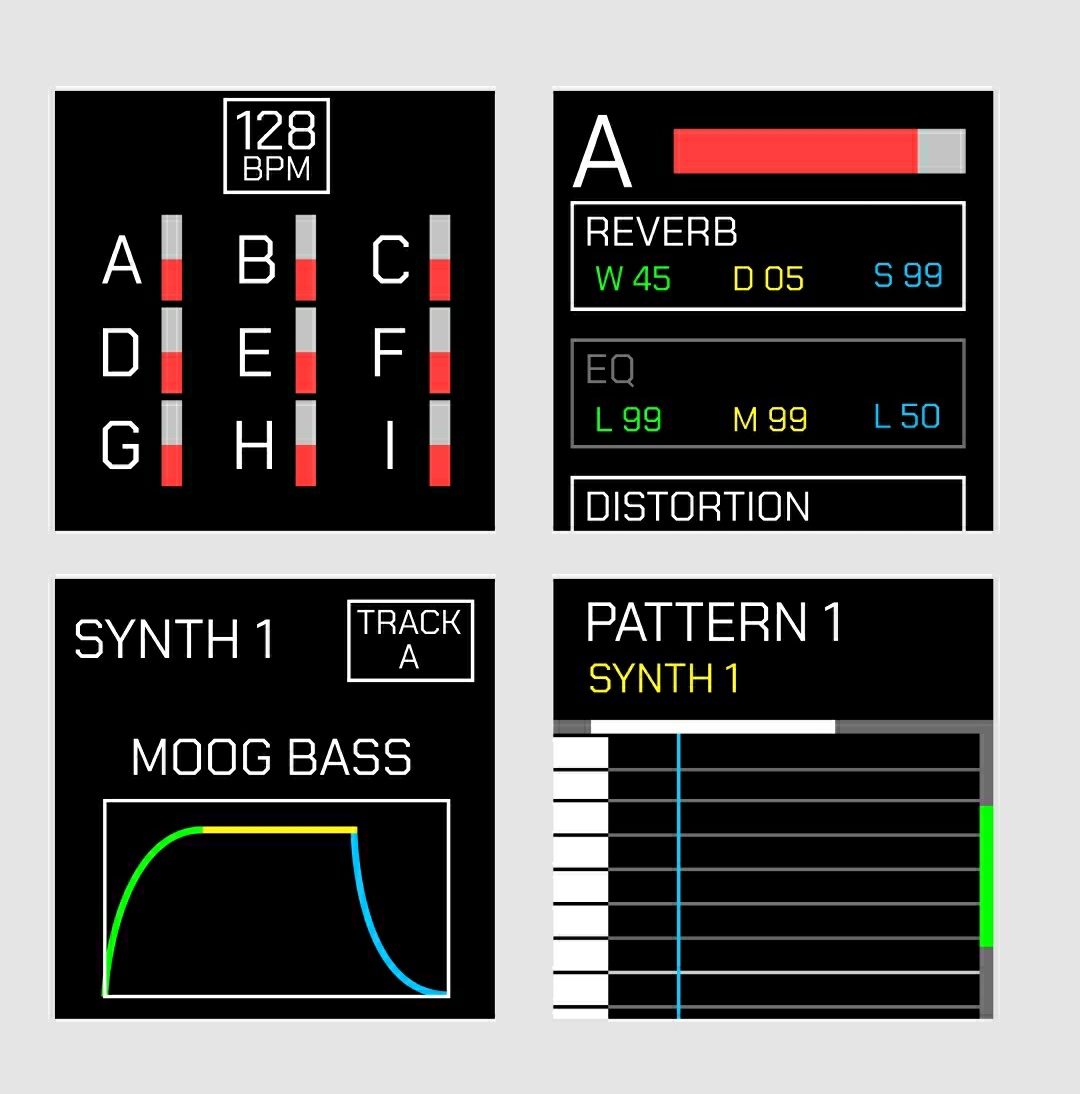 128
BPM
A B C
D E F
G H I
A
REVERB
W 45 D 05 S 99
EQ
L 99 M 99 L 50
DISTORTION
SYNTH 1
TRACK
A
MOOG BASS
PATTERN 1
SYNTH 1